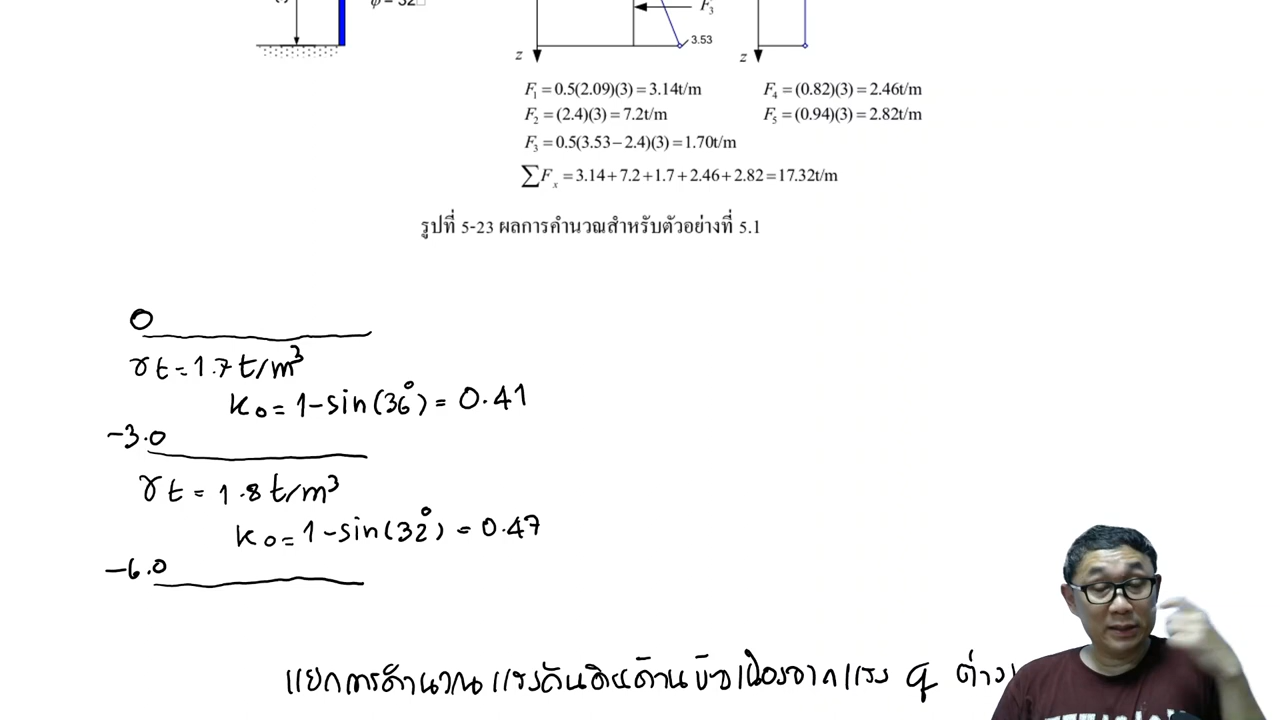 φ = 32
F₃
3.53
z
z
F₁ = 0.5(2.09)(3) = 3.14t/m
F₄ = (0.82)(3) = 2.46t/m
F₂ = (2.4)(3) = 7.2t/m
F₅ = (0.94)(3) = 2.82t/m
F₃ = 0.5(3.53 − 2.4)(3) = 1.70t/m
∑Fₓ = 3.14 + 7.2 + 1.7 + 2.46 + 2.82 = 17.32t/m
รูปที่ 5-23 ผลการคำนวณสำหรับตัวอย่างที่ 5.1
0
γt = 1.7 t/m³
K₀ = 1 - sin(36°) = 0.41
-3.0
γt = 1.8 t/m³
K₀ = 1 - sin(32°) = 0.47
-6.0
แยกการคำนวณแรงดันดินด้านข้างเนื่องจากแรง q